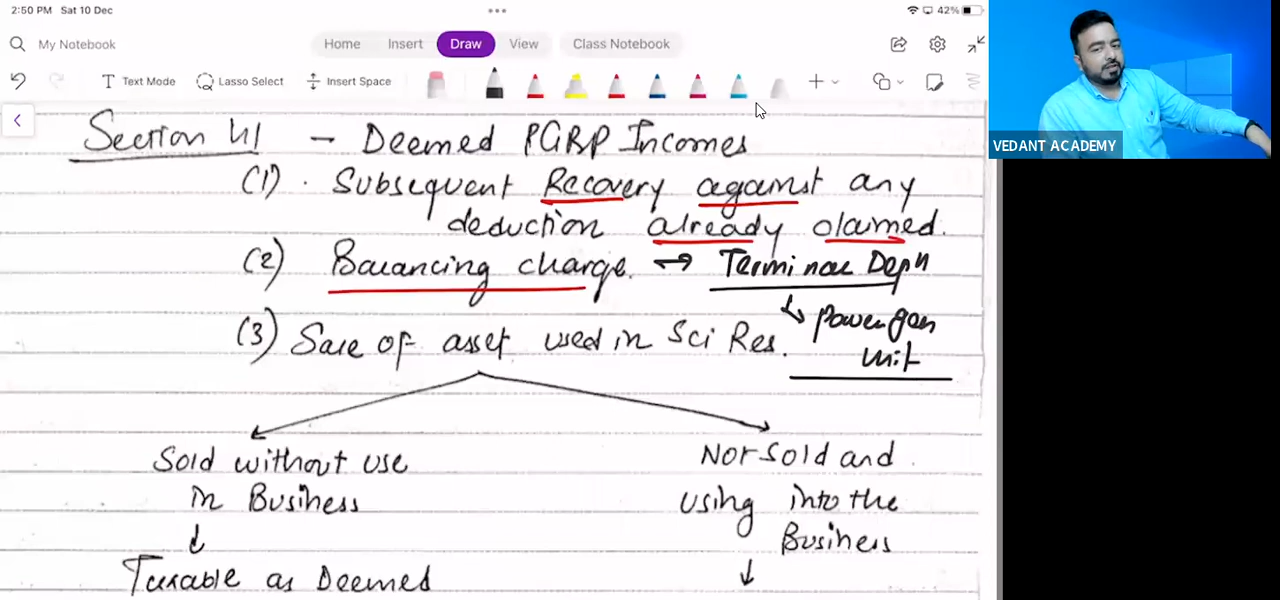 2:50 PM Sat 10 Dec
42%
My Notebook
Home Insert Draw View Class Notebook
Text Mode Lasso Select Insert Space
VEDANT ACADEMY
Section 41 - Deemed PGBP Incomes
(1) . Subsequent Recovery against any
deduction already claimed.
(2) Balancing charge. → Terminal Depn
↳ Power gen
unit
(3) Sale of asset used in Sci Res.
Sold without use
in Business
↓
Taxable as Deemed
Not Sold and
using into the
Business
↓